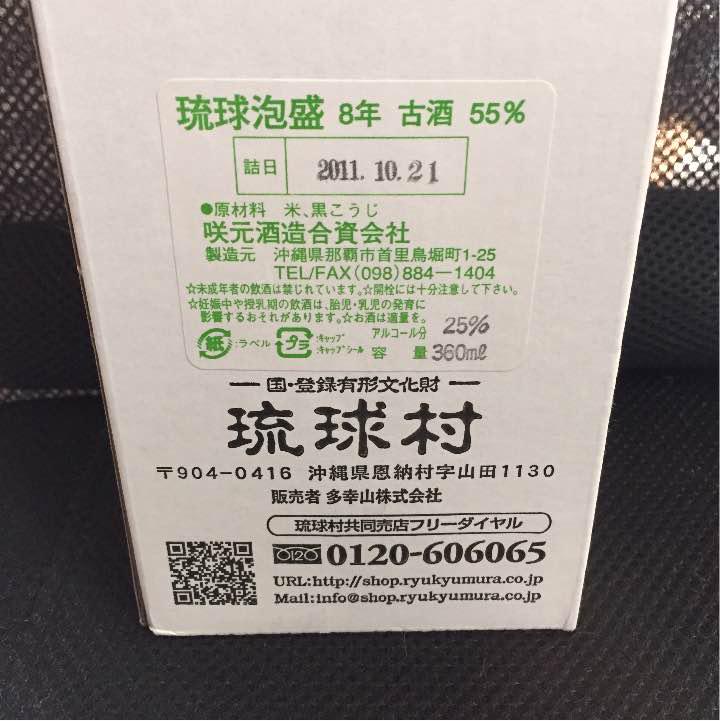 琉球泡盛 8年 古酒 55%
詰日 2011.10.21
●原材料 米、黒こうじ
咲元酒造合資会社
製造元 沖縄県那覇市首里鳥堀町1-25
TEL/FAX(098)884-1404
☆未成年者の飲酒は禁じれています。☆開栓には十分注意して下さい。
☆妊娠中や授乳期の飲酒は、胎児・乳児の発育に
影響するおそれがあります。☆お酒は適量を。
紙 :ラベル プラ :キャップ :キャップシール アルコール分 25%
容量 360ml
国・登録有形文化財
琉球村
〒904-0416 沖縄県恩納村字山田1130
販売者 多幸山株式会社
琉球村共同売店フリーダイヤル
0120 0120-606065
URL:http://shop.ryukyumura.co.jp
Mail:info@shop.ryukyumura.co.jp